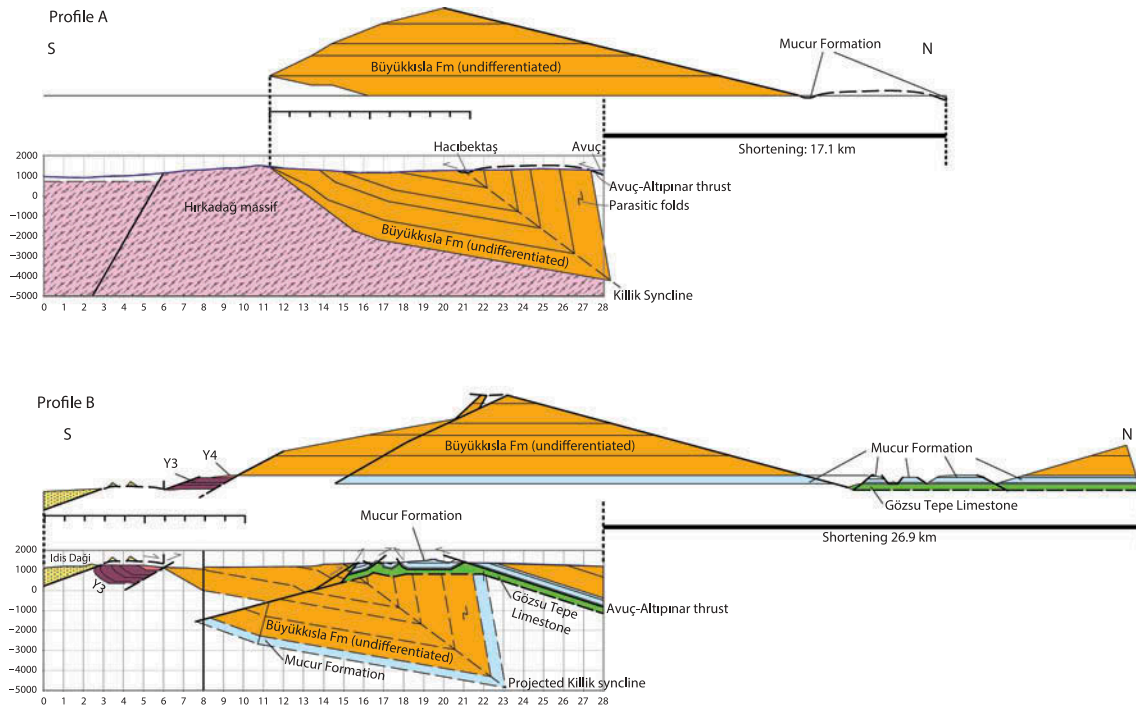 Profile A
S
N
Mucur Formation
Büyükkısla Fm (undifferentiated)
Shortening: 17.1 km
Hacıbektaş
Avuç
2000
1000
0
−1000
−2000
−3000
−4000
−5000
Avuç-Altıpınar thrust
Parasitic folds
Hırkadağ massif
Büyükkısla Fm (undifferentiated)
Killik Syncline
0 1 2 3 4 5 6 7 8 9 10 11 12 13 14 15 16 17 18 19 20 21 22 23 24 25 26 27 28
Profile B
S
N
Y3
Y4
Büyükkısla Fm (undifferentiated)
Mucur Formation
Gözsu Tepe Limestone
Mucur Formation
Shortening 26.9 km
2000
1000
0
−1000
−2000
−3000
−4000
−5000
Idis Daği
Y3
Gözsu Tepe
Limestone
Avuç-Altıpınar thrust
Büyükkısla Fm (undifferentiated)
Mucur Formation
Projected Killik syncline
0 1 2 3 4 5 6 7 8 9 10 11 12 13 14 15 16 17 18 19 20 21 22 23 24 25 26 27 28